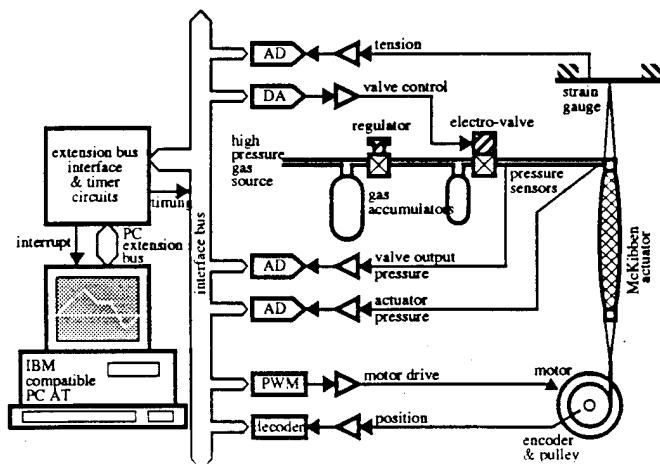 AD
tension
strain
gauge
DA
valve control
electro-valve
regulator
high
pressure
gas
source
extension bus
interface
& timer
circuits
timing
gas
accumulators
pressure
sensors
interrupt
PC
extension
bus
interface bus
McKibben
actuator
AD
valve output
pressure
AD
actuator
pressure
IBM
compatible
PC AT
PWM
motor drive
motor
decoder
position
encoder
& pulley